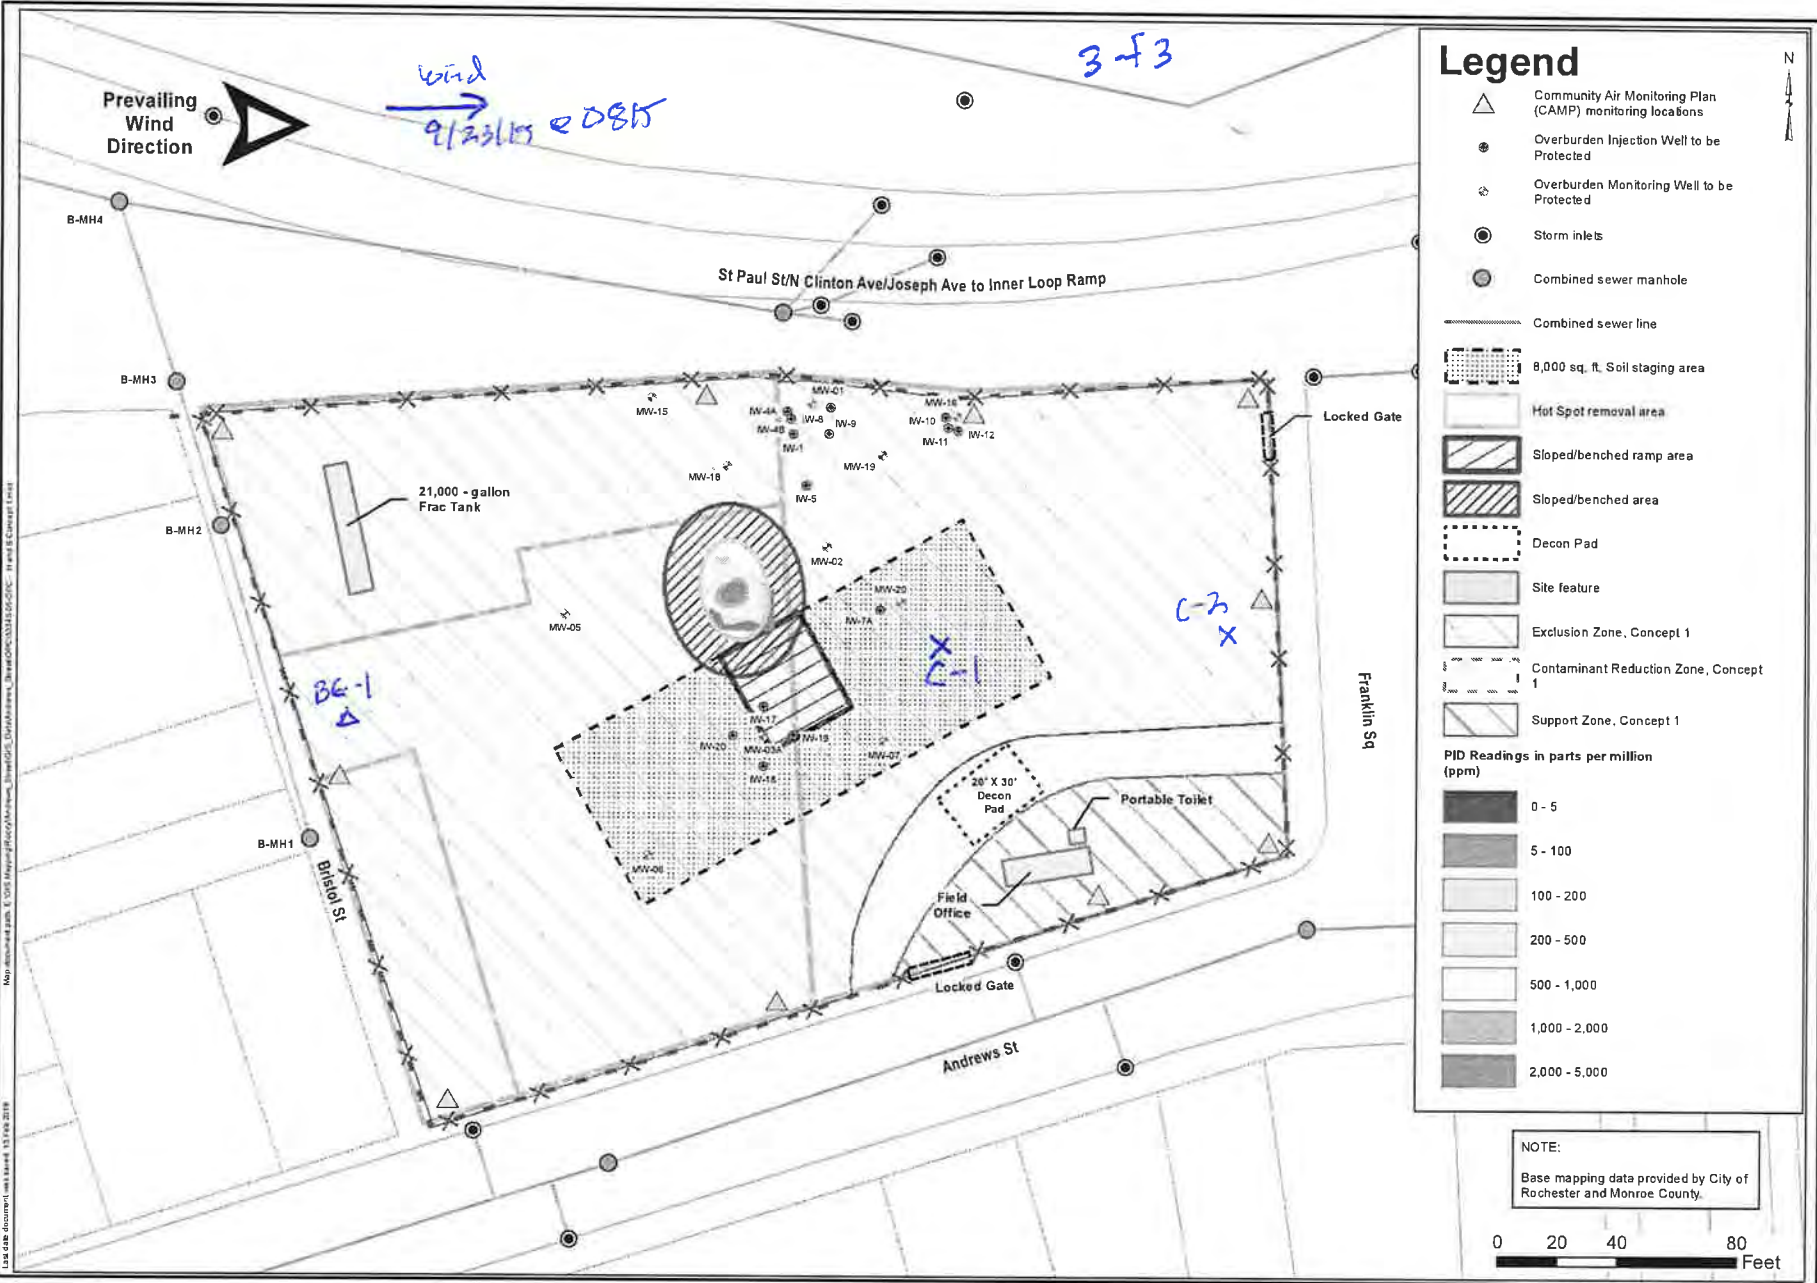 3 of 3
wind
9/23/19 @ 0815
Prevailing
Wind
Direction
B-MH4
St Paul St/N Clinton Ave/Joseph Ave to Inner Loop Ramp
B-MH3
MW-15
MW-01
IW-4A
IW-8
IW-9
IW-4B
IW-1
MW-16
IW-10
IW-11
IW-12
Locked Gate
MW-18
MW-19
IW-5
21,000 - gallon
Frac Tank
B-MH2
MW-02
MW-05
MW-20
IW-7A
C-1
BG-1
IW-17
IW-20
MW-03A
IW-19
IW-18
MW-07
Franklin Sq
20' X 30'
Decon
Pad
Portable Toilet
B-MH1
Bristol St
MW-06
Field
Office
Locked Gate
Andrews St
Legend
N
Community Air Monitoring Plan
(CAMP) monitoring locations
Overburden Injection Well to be
Protected
Overburden Monitoring Well to be
Protected
Storm inlets
Combined sewer manhole
Combined sewer line
8,000 sq. ft. Soil staging area
Hot Spot removal area
Sloped/benched ramp area
Sloped/benched area
Decon Pad
Site feature
Exclusion Zone, Concept 1
Contaminant Reduction Zone, Concept
1
Support Zone, Concept 1
PID Readings in parts per million
(ppm)
0 - 5
5 - 100
100 - 200
200 - 500
500 - 1,000
1,000 - 2,000
2,000 - 5,000
NOTE:
Base mapping data provided by City of
Rochester and Monroe County.
0 20 40 80
Feet
Last date document was saved: 13 Feb 2019